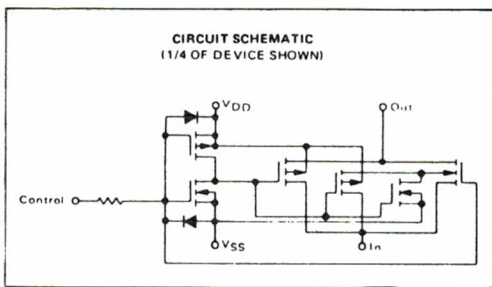 CIRCUIT SCHEMATIC
(1/4 OF DEVICE SHOWN)
VDD
Out
Control
VSS
In